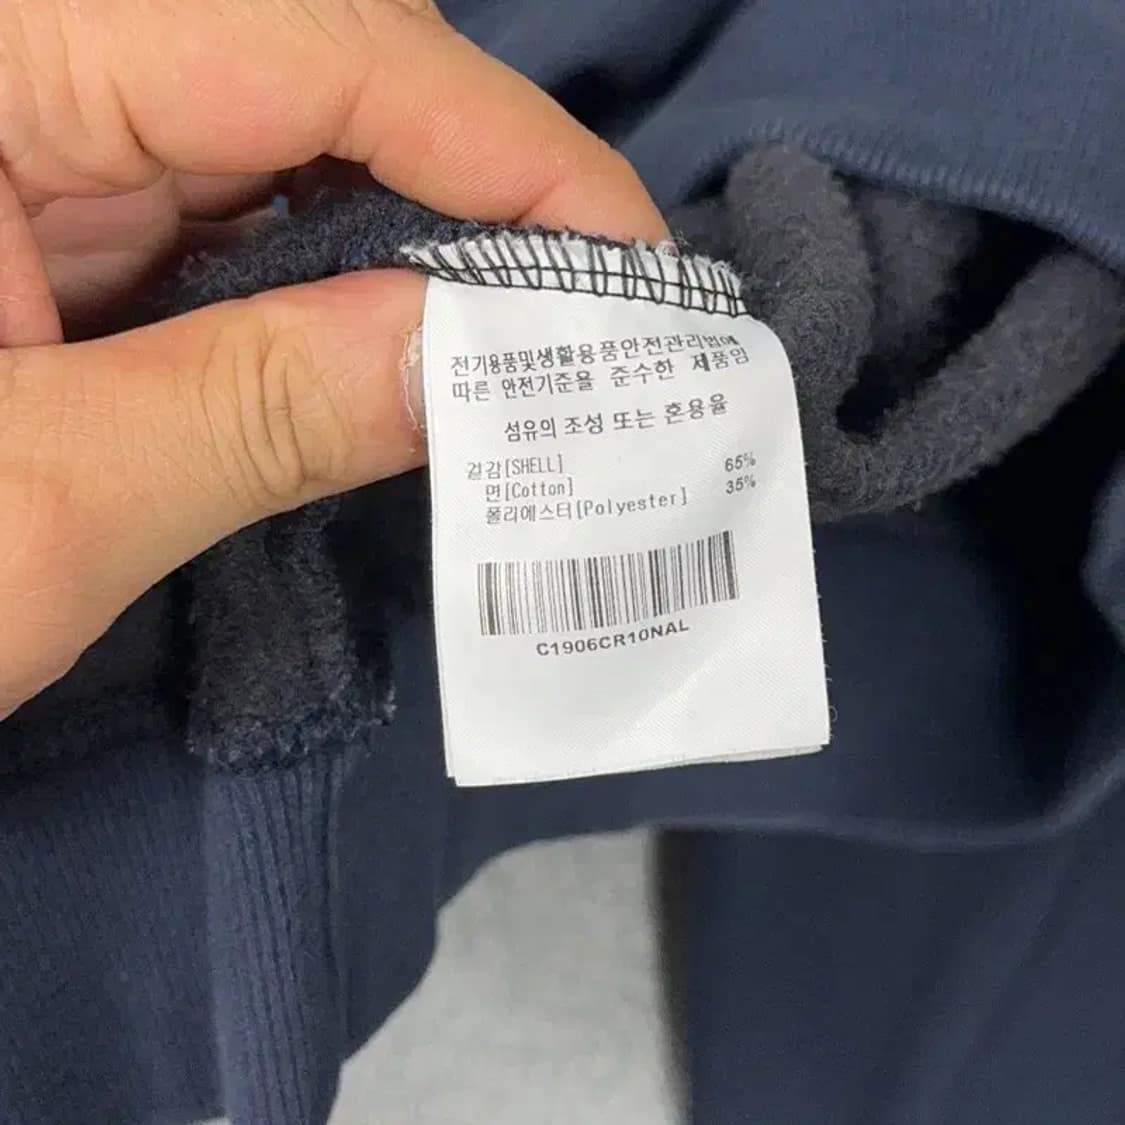 전기용품및생활용품안전관리법에
따른 안전기준을 준수한 제품임
섬유의 조성 또는 혼용율
겉감[SHELL]
면[Cotton] 65%
폴리에스터[Polyester] 35%
C1906CR10NAL